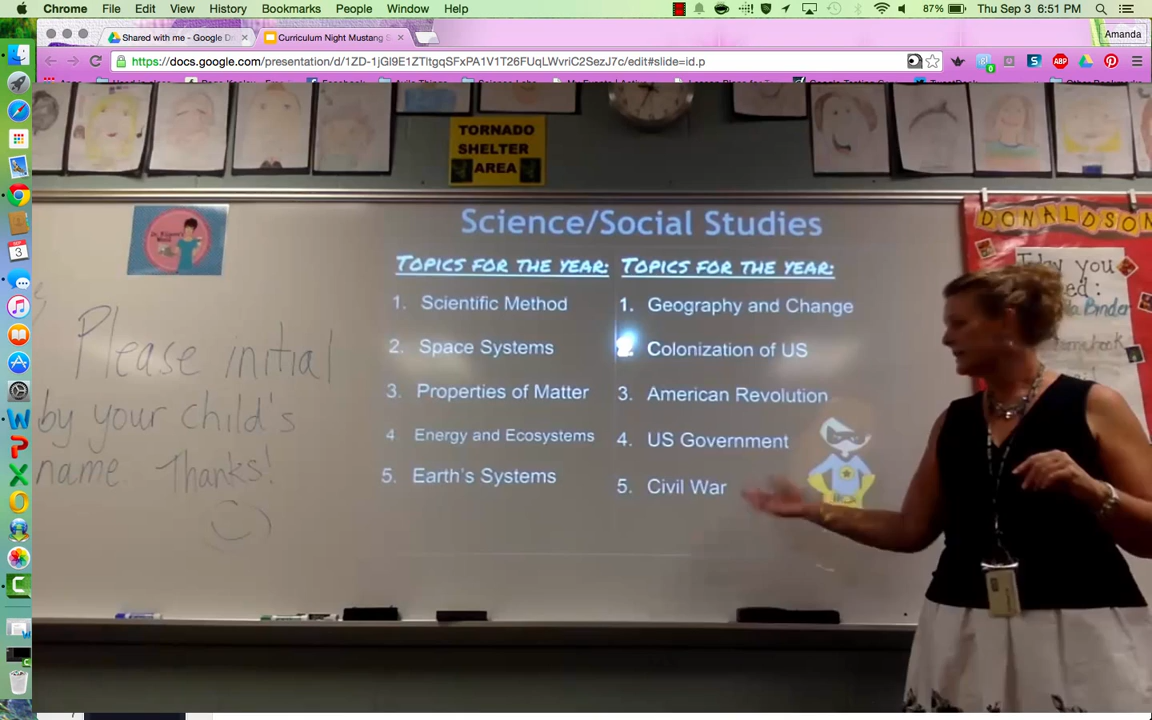 Chrome File Edit View History Bookmarks People Window Help
87% Thu Sep 3 6:51 PM
Shared with me - Google D
Curriculum Night Mustang S
Amanda
https://docs.google.com/presentation/d/1ZD-1jGl9E1ZTltgqSFxPA1V1T26FUqLWvriC2SezJ7c/edit#slide=id.p
TORNADO
SHELTER
AREA
Science/Social Studies
Topics for the year:
1. Scientific Method
2. Space Systems
3. Properties of Matter
4 Energy and Ecosystems
5. Earth's Systems
Topics for the year:
1. Geography and Change
2. Colonization of US
3. American Revolution
4. US Government
5. Civil War
Please initial
by your child's
name Thanks!
DONALDSON
you
Binder